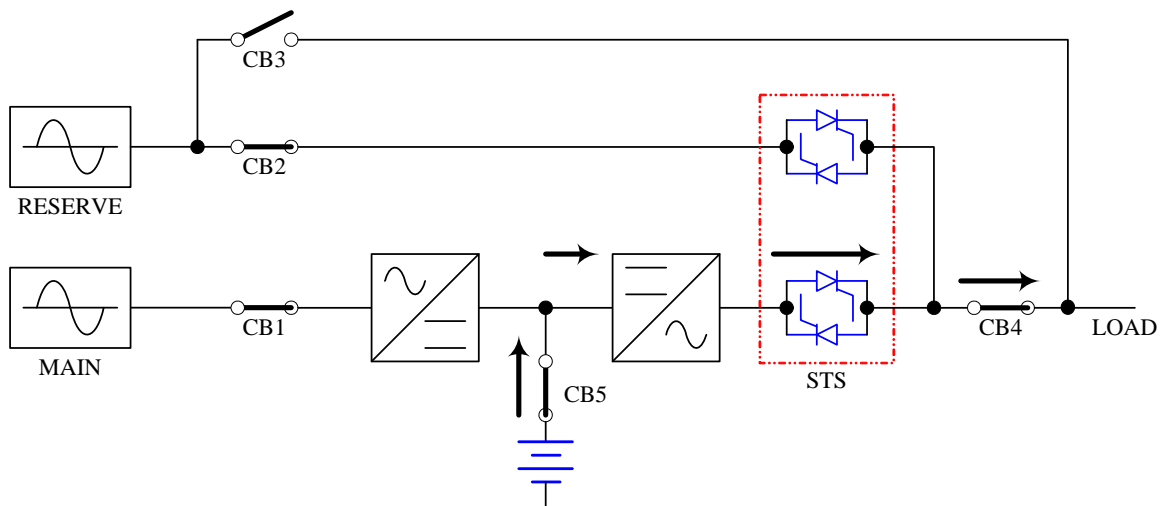 CB3
CB2
RESERVE
CB1
MAIN
CB5
STS
CB4
LOAD